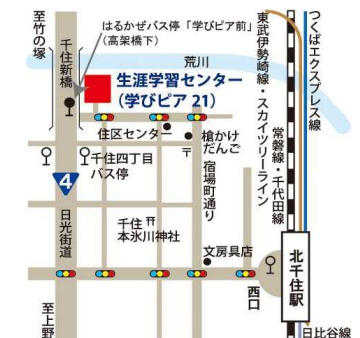 至竹の塚
はるかぜバス停「学びピア前」
（高架橋下）
千住新橋
荒川
生涯学習センター
（学びピア 21）
住区センター
槍かけ
だんご
〒
千住四丁目
バス停
4
日光街道
宿場町通り
千住
本氷川神社
文房具店
西口
至上野
北千住駅
東武伊勢崎線・スカイツリーライン
常磐線・千代田線
つくばエクスプレス線
日比谷線